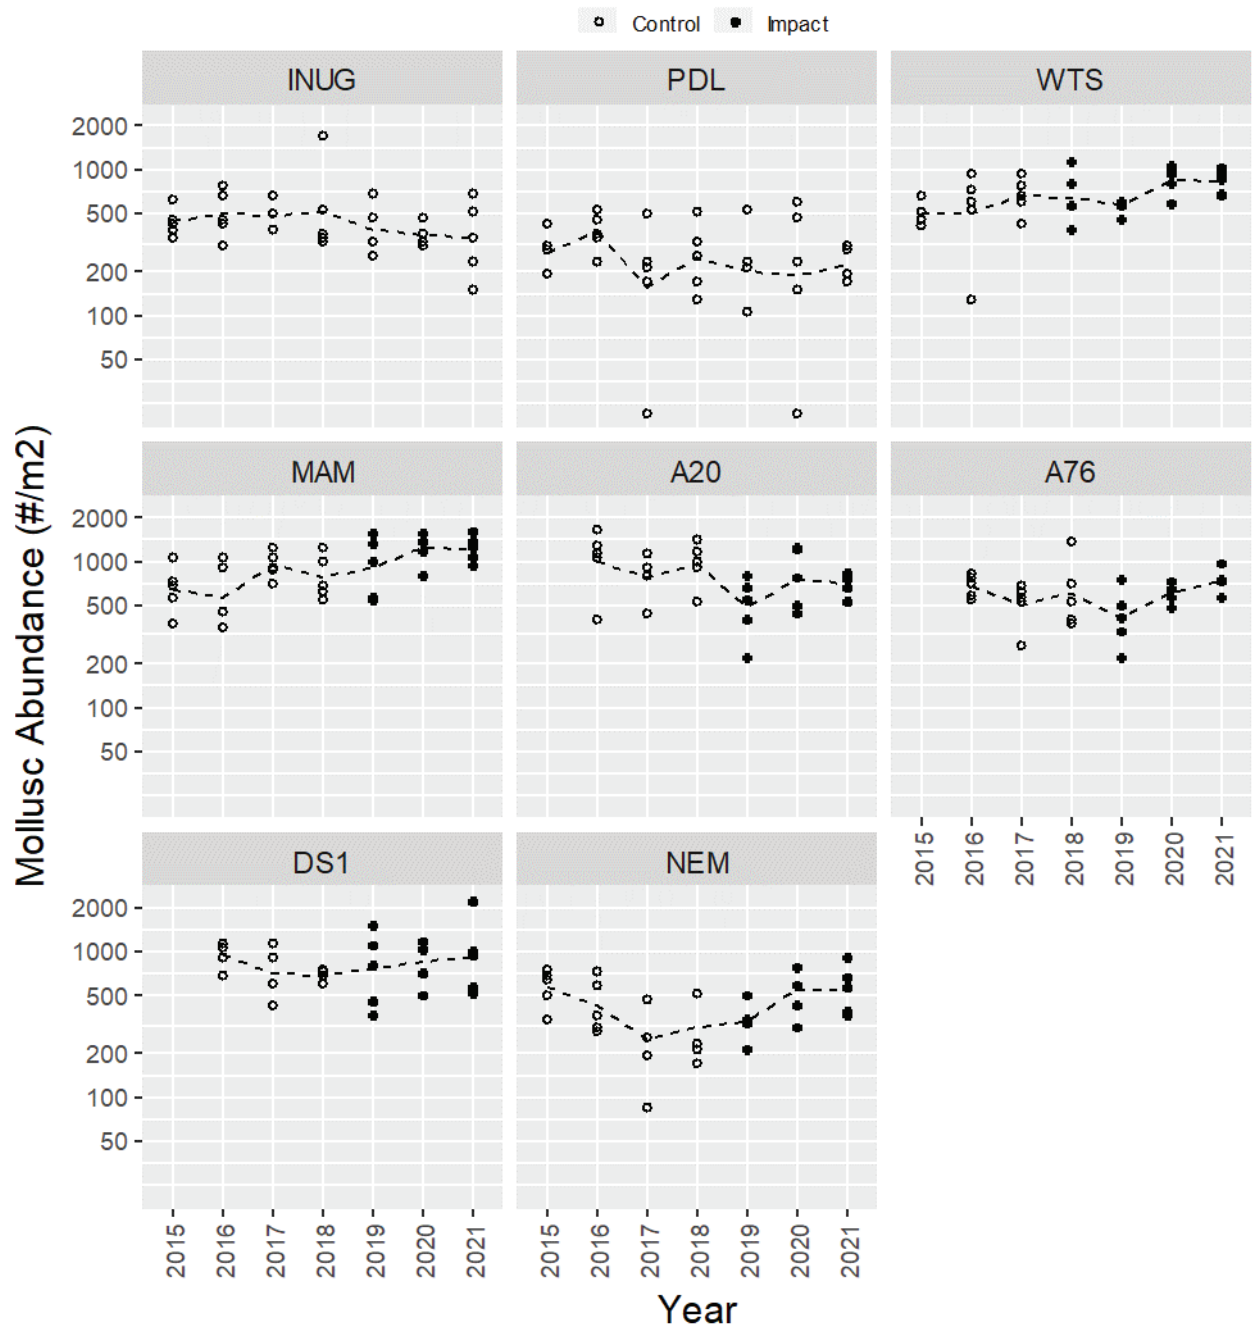 Control Impact
INUG PDL WTS
2000
1000
500
200
100
50
MAM A20 A76
2000
1000
500
200
100
50
2015 2016 2017 2018 2019 2020 2021
DS1 NEM
2000
1000
500
200
100
50
2015 2016 2017 2018 2019 2020 2021 2015 2016 2017 2018 2019 2020 2021
Mollusc Abundance (#/m2)
Year